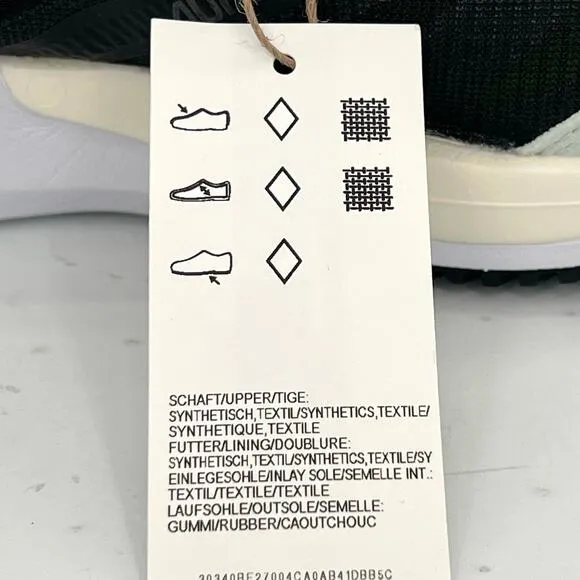 SCHAFT/UPPER/TIGE:
SYNTHETISCH,TEXTIL/SYNTHETICS,TEXTILE/
SYNTHETIQUE,TEXTILE
FUTTER/LINING/DOUBLURE:
SYNTHETISCH,TEXTIL/SYNTHETICS,TEXTILE/SY
EINLEGESOHLE/INLAY SOLE/SEMELLE INT.:
TEXTIL/TEXTILE/TEXTILE
LAUFSOHLE/OUTSOLE/SEMELLE:
GUMMI/RUBBER/CAOUTCHOUC